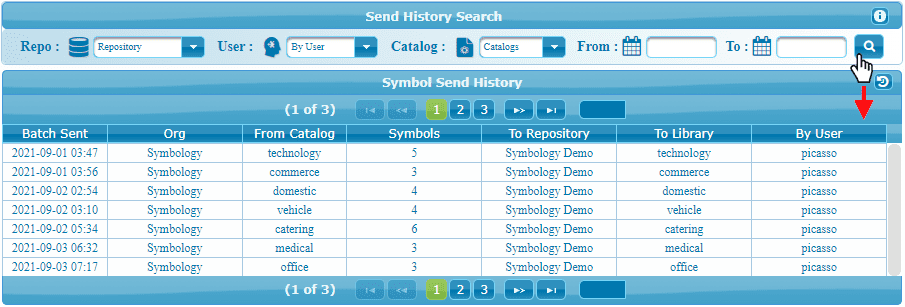 Send History Search
Repo : Repository User : By User Catalog : Catalogs From : To :
Symbol Send History
(1 of 3) 1 2 3
Batch Sent Org From Catalog Symbols To Repository To Library By User
2021-09-01 03:47 Symbology technology 5 Symbology Demo technology picasso
2021-09-01 03:56 Symbology commerce 3 Symbology Demo commerce picasso
2021-09-02 02:54 Symbology domestic 4 Symbology Demo domestic picasso
2021-09-02 03:10 Symbology vehicle 4 Symbology Demo vehicle picasso
2021-09-02 05:34 Symbology catering 6 Symbology Demo catering picasso
2021-09-03 06:32 Symbology medical 3 Symbology Demo medical picasso
2021-09-03 07:17 Symbology office 3 Symbology Demo office picasso
(1 of 3) 1 2 3